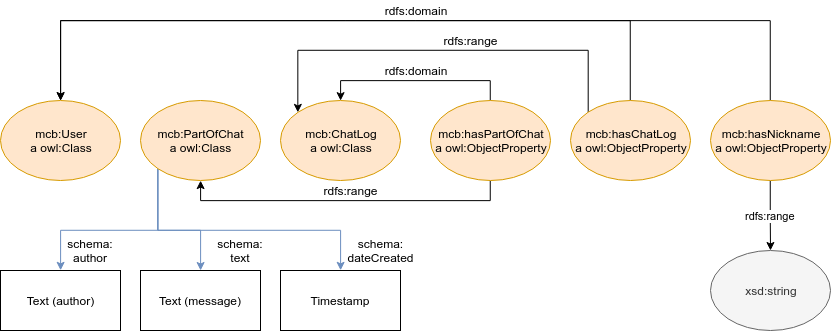 rdfs:domain
rdfs:range
rdfs:domain
mcb:User
a owl:Class
mcb:PartOfChat
a owl:Class
mcb:ChatLog
a owl:Class
mcb:hasPartOfChat
a owl:ObjectProperty
mcb:hasChatLog
a owl:ObjectProperty
mcb:hasNickname
a owl:ObjectProperty
rdfs:range
rdfs:range
schema:
author
schema:
text
schema:
dateCreated
Text (author)
Text (message)
Timestamp
xsd:string